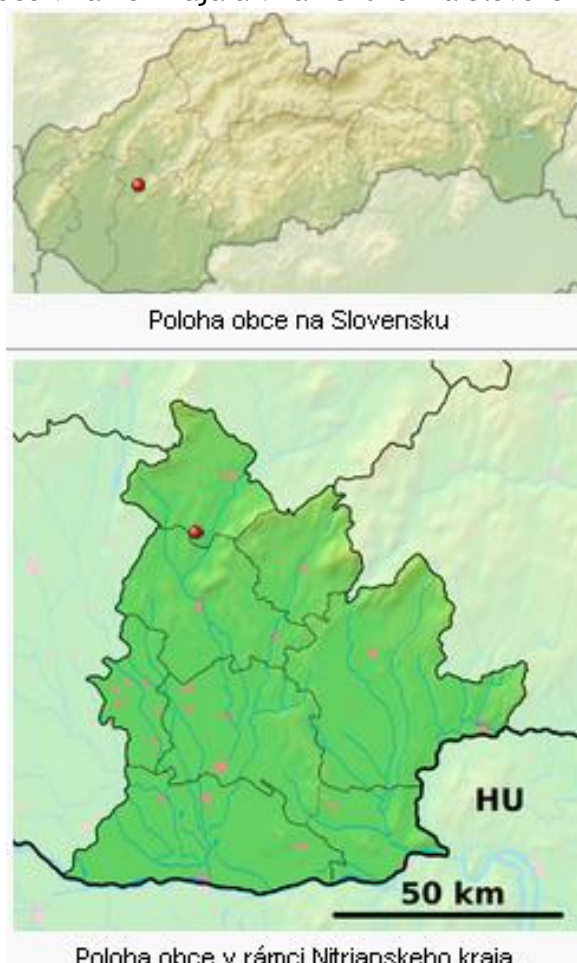 Poloha obce na Slovensku
HU
50 km
Poloha obce v rámci Nitrianskeho kraja